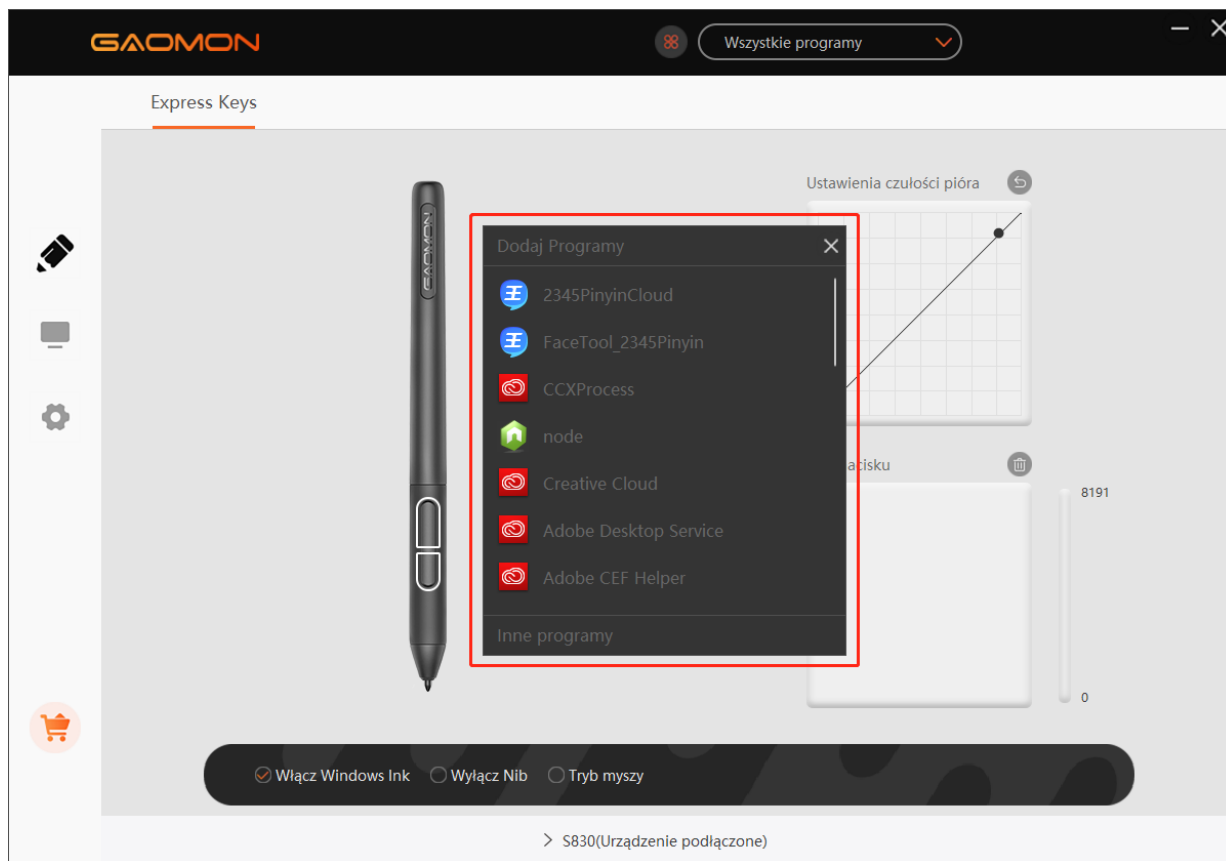 GAOMON
Wszystkie programy
Express Keys
Ustawienia czułości pióra
GAOMON
Dodaj Programy
2345PinyinCloud
FaceTool_2345Pinyin
CCXProcess
node
Creative Cloud
Adobe Desktop Service
Adobe CEF Helper
Inne programy
8191
0
Włącz Windows Ink
Wyłącz Nib
Tryb myszy
S830(Urządzenie podłączone)